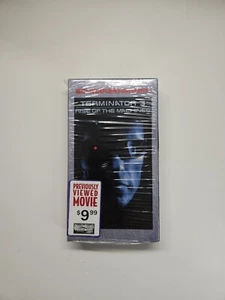 TERMINATOR 3
RISE OF THE MACHINES
PREVIOUSLY
VIEWED
MOVIE
$9.99